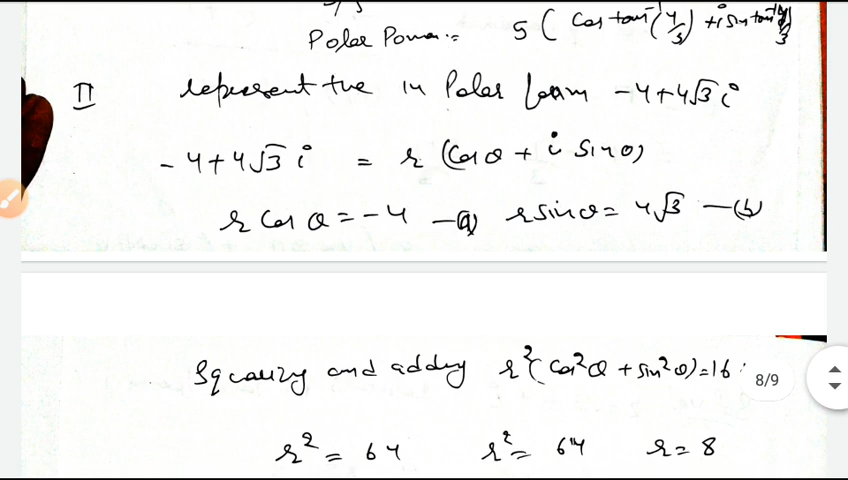 Polar Form :- 5 ( Cos tan⁻¹(4/3) + i sin tan⁻¹ 4/3)
II represent the in Polar form -4+4√3 i
-4+4√3 i = r (Cos θ + i Sin θ)
r Cos θ = -4 —(a) r sin θ = 4√3 —(b)
Squaring and adding r²(Cos²θ + sin²θ)=16
8/9
r² = 64 r² = 64 r = 8